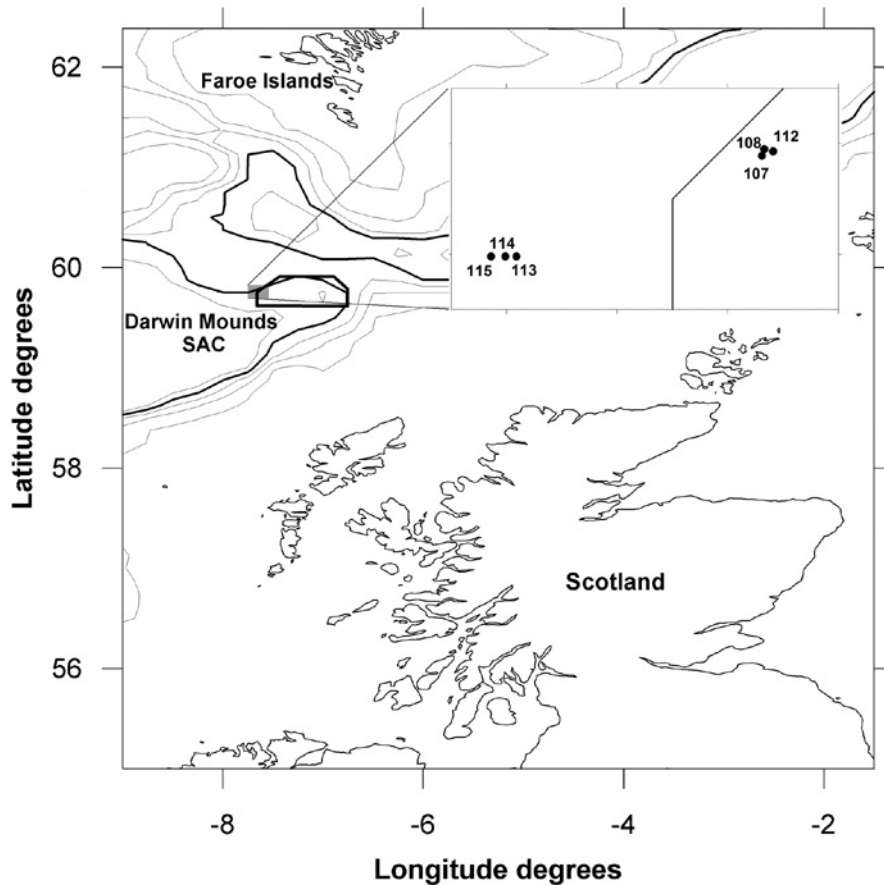 62
Faroe Islands
108
112
107
114
115
113
60
Darwin Mounds
SAC
58
Scotland
56
Latitude degrees
-8
-6
-4
-2
Longitude degrees